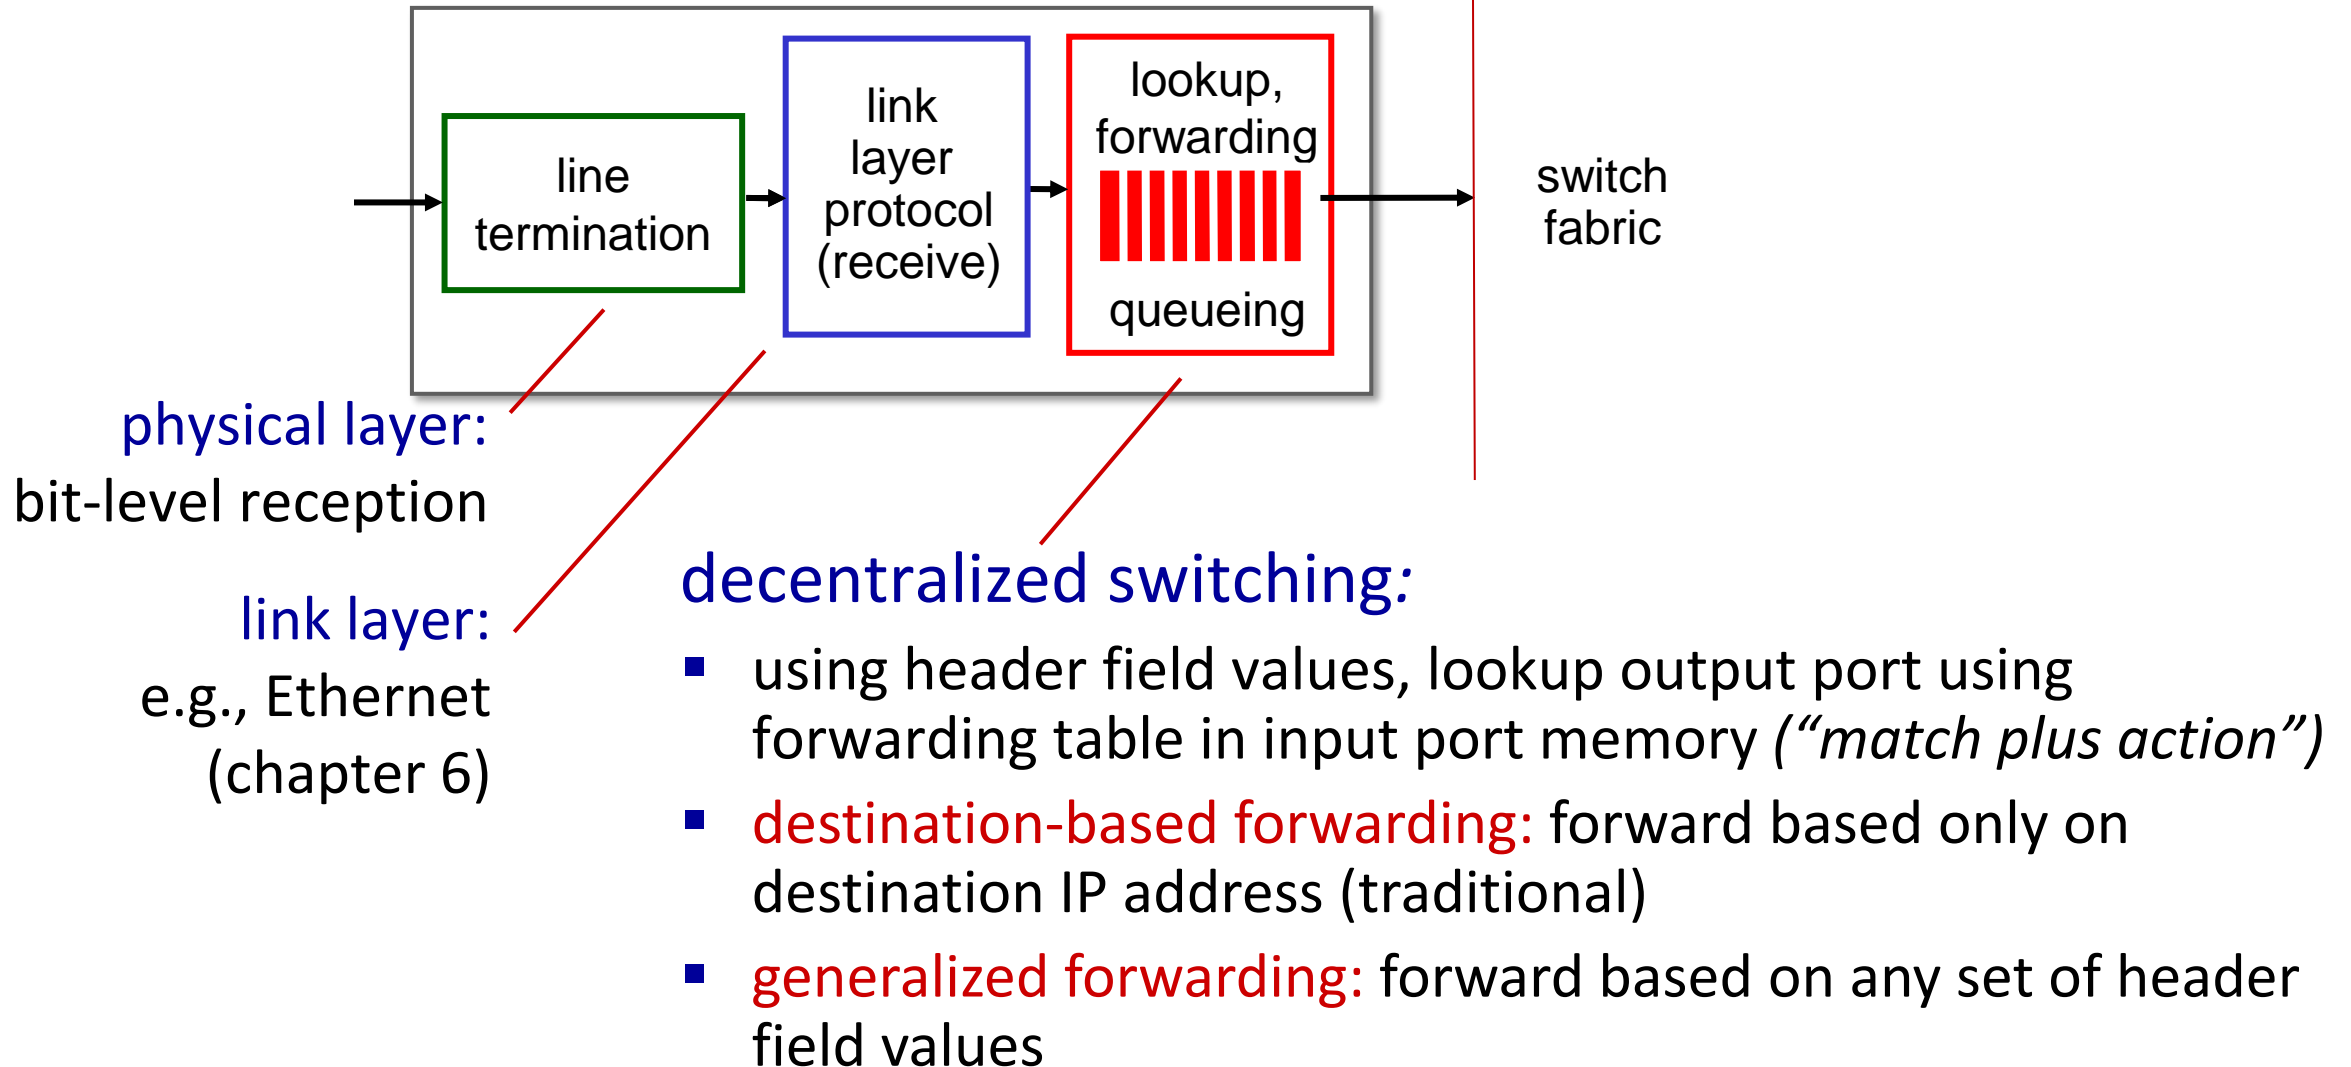 line
termination
link
layer
protocol
(receive)
lookup,
forwarding
queueing
switch
fabric
physical layer:
bit-level reception
link layer:
e.g., Ethernet
(chapter 6)
decentralized switching:
using header field values, lookup output port using
forwarding table in input port memory (“match plus action”)
destination-based forwarding: forward based only on
destination IP address (traditional)
generalized forwarding: forward based on any set of header
field values